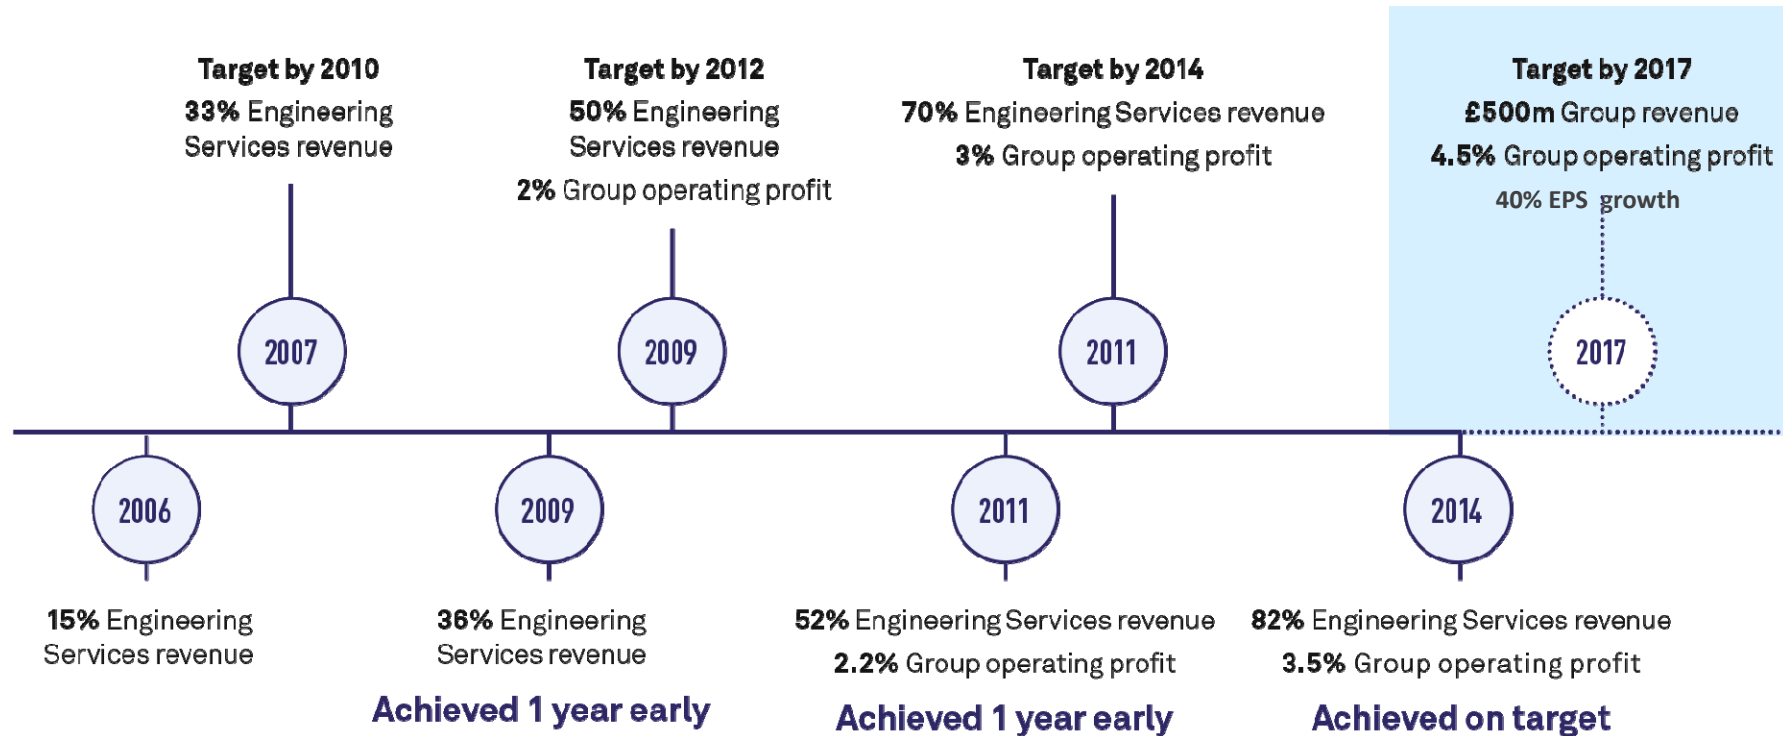 Target by 2010
33% Engineering
Services revenue
Target by 2012
50% Engineering
Services revenue
2% Group operating profit
Target by 2014
70% Engineering Services revenue
3% Group operating profit
Target by 2017
£500m Group revenue
4.5% Group operating profit
40% EPS growth
2007
2009
2011
2017
2006
2009
2011
2014
15% Engineering
Services revenue
36% Engineering
Services revenue
Achieved 1 year early
52% Engineering Services revenue
2.2% Group operating profit
Achieved 1 year early
82% Engineering Services revenue
3.5% Group operating profit
Achieved on target